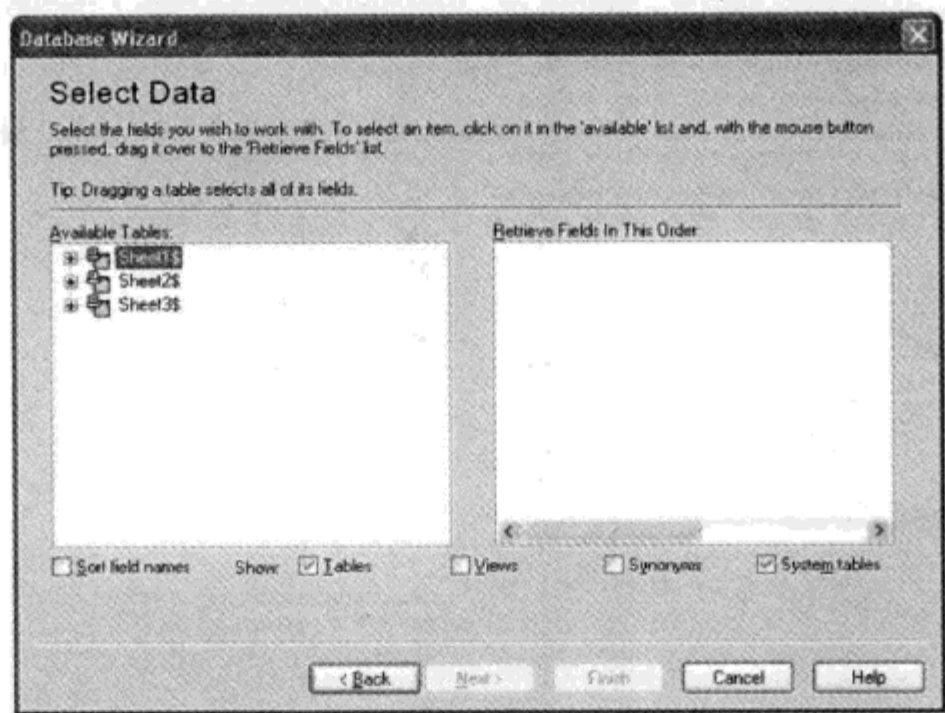 Database Wizard
Select Data
Select the fields you wish to work with. To select an item, click on it in the 'available' list and, with the mouse button
pressed, drag it over to the 'Retrieve Fields' list.
Tip: Dragging a table selects all of its fields.
Available Tables:
Sheet1$
Sheet2$
Sheet3$
Retrieve Fields In This Order
Sort field names
Show:
Tables
Views
Synonyms
System tables
< Back
Next >
Finish
Cancel
Help